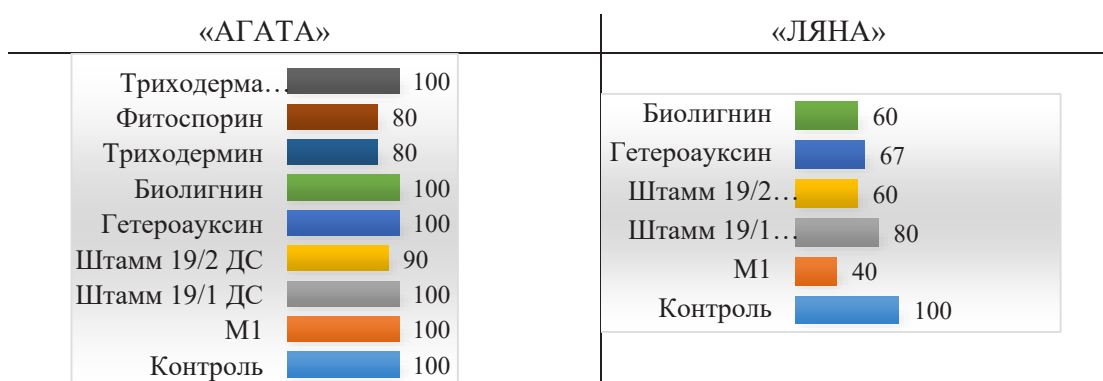 «АГАТА»
Триходерма… 100
Фитоспорин 80
Триходермин 80
Биолигнин 100
Гетероауксин 100
Штамм 19/2 ДС 90
Штамм 19/1 ДС 100
М1 100
Контроль 100
«ЛЯНА»
Биолигнин 60
Гетероауксин 67
Штамм 19/2… 60
Штамм 19/1… 80
М1 40
Контроль 100